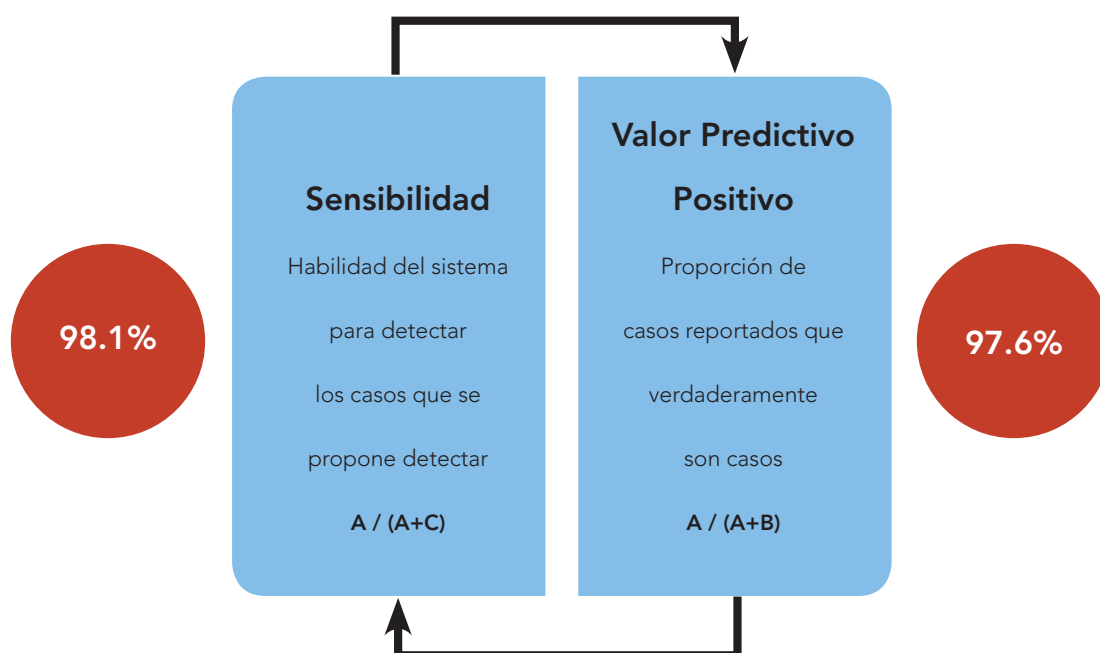 98.1%
Sensibilidad
Habilidad del sistema
para detectar
los casos que se
propone detectar
A / (A+C)
Valor Predictivo
Positivo
Proporción de
casos reportados que
verdaderamente
son casos
A / (A+B)
97.6%